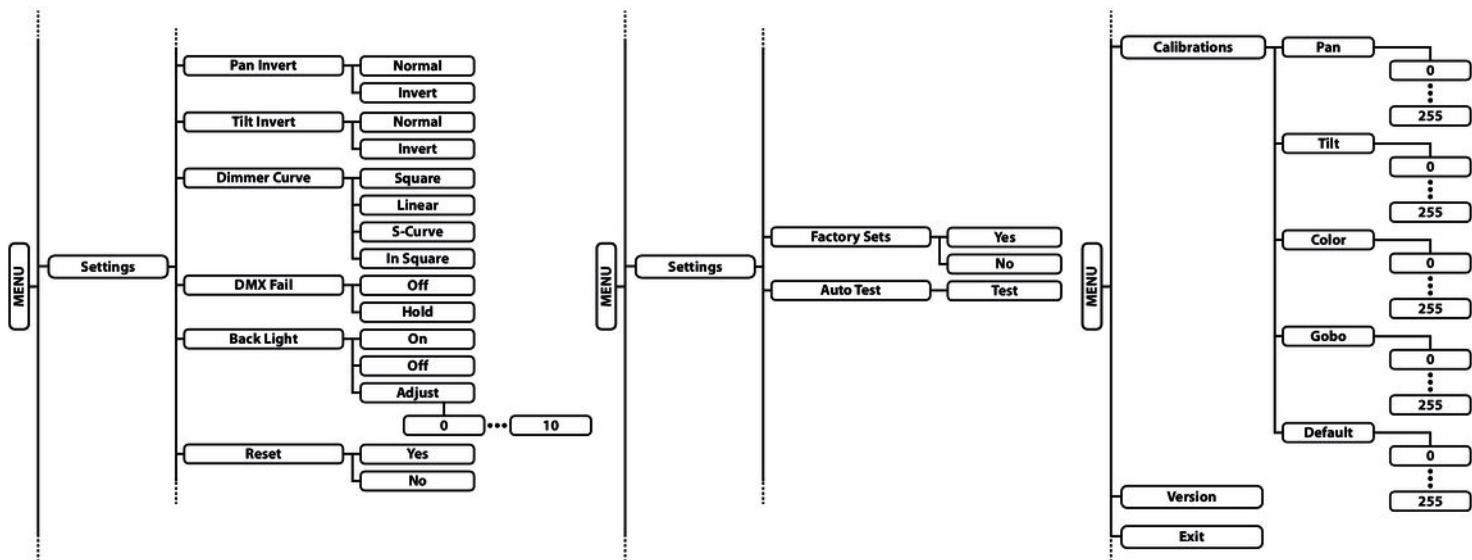 MENU
Settings
Pan Invert
Normal
Invert
Tilt Invert
Normal
Invert
Dimmer Curve
Square
Linear
S-Curve
In Square
DMX Fail
Off
Hold
Back Light
On
Off
Adjust
0 ••• 10
Reset
Yes
No
MENU
Settings
Factory Sets
Yes
No
Auto Test
Test
MENU
Calibrations
Pan
0
255
Tilt
0
255
Color
0
255
Gobo
0
255
Default
0
255
Version
Exit